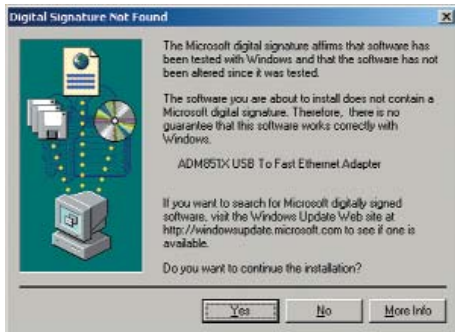 Digital Signature Not Found
The Microsoft digital signature affirms that software has
been tested with Windows and that the software has not
been altered since it was tested.
The software you are about to install does not contain a
Microsoft digital signature. Therefore, there is no
guarantee that this software works correctly with
Windows.
ADM851X USB To Fast Ethernet Adapter
If you want to search for Microsoft digitally signed
software, visit the Windows Update Web site at
http://windowsupdate.microsoft.com to see if one is
available.
Do you want to continue the installation?
Yes No More Info